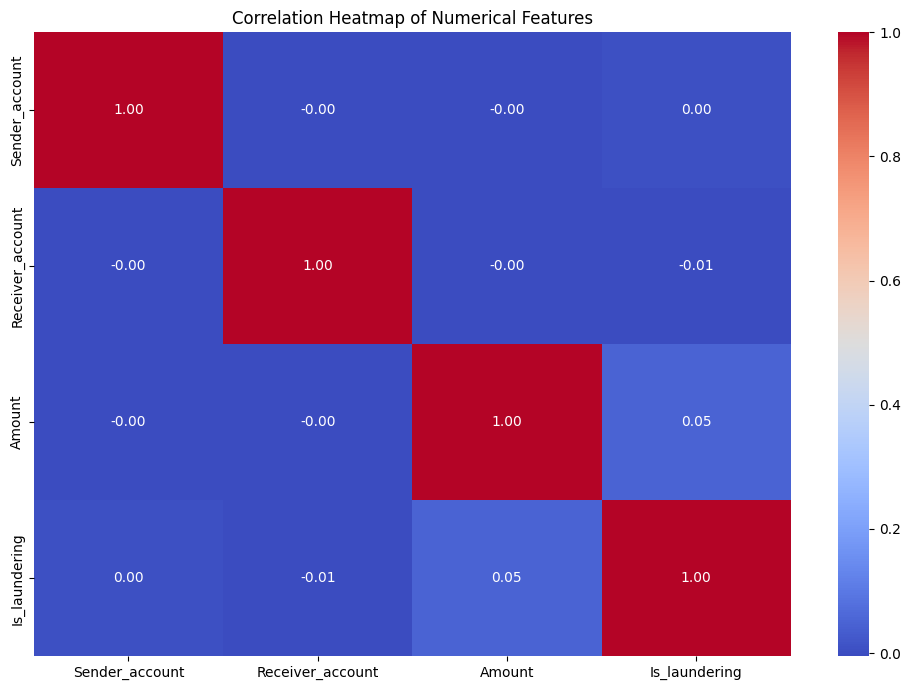 Correlation Heatmap of Numerical Features
Sender_account
1.00 -0.00 -0.00 0.00
Receiver_account
-0.00 1.00 -0.00 -0.01
Amount
-0.00 -0.00 1.00 0.05
Is_laundering
0.00 -0.01 0.05 1.00
Sender_account Receiver_account Amount Is_laundering
1.0
0.8
0.6
0.4
0.2
0.0